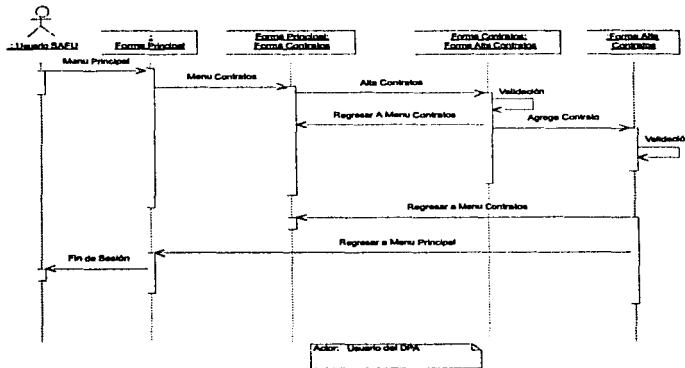 : Usuario SAFU
:
Forma Principal
Forma Principal:
Forma Contratos
Forma Contratos:
Forma Alta Contratos
: Forma Alta
Contratos
Menu Principal
Menu Contratos
Alta Contratos
Validación
Regresar A Menu Contratos
Agrega Contrato
Validació
Regresar a Menu Contratos
Regresar a Menu Principal
Fin de Sesión
Actor: Usuario del DPA